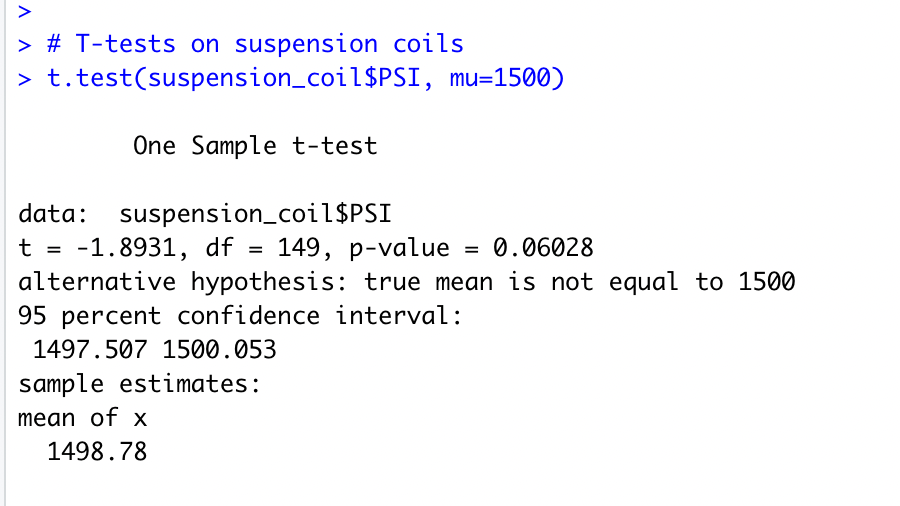 >
> # T-tests on suspension coils
> t.test(suspension_coil$PSI, mu=1500)
One Sample t-test
data:  suspension_coil$PSI
t = -1.8931, df = 149, p-value = 0.06028
alternative hypothesis: true mean is not equal to 1500
95 percent confidence interval:
 1497.507 1500.053
sample estimates:
mean of x
  1498.78